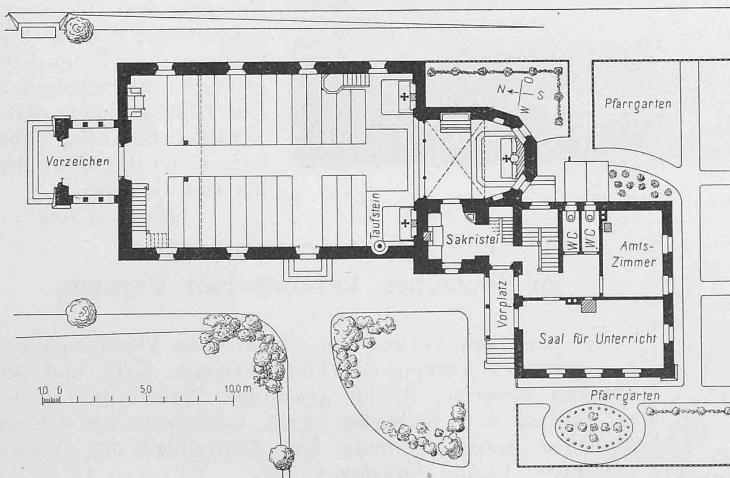 Pfarrgarten
N O
W S
Vorzeichen
Taufstein
Sakristei
WC
WC
Amts-
Zimmer
Vorplatz
Saal für Unterricht
Pfarrgarten
1,0 0 5,0 10,0 m